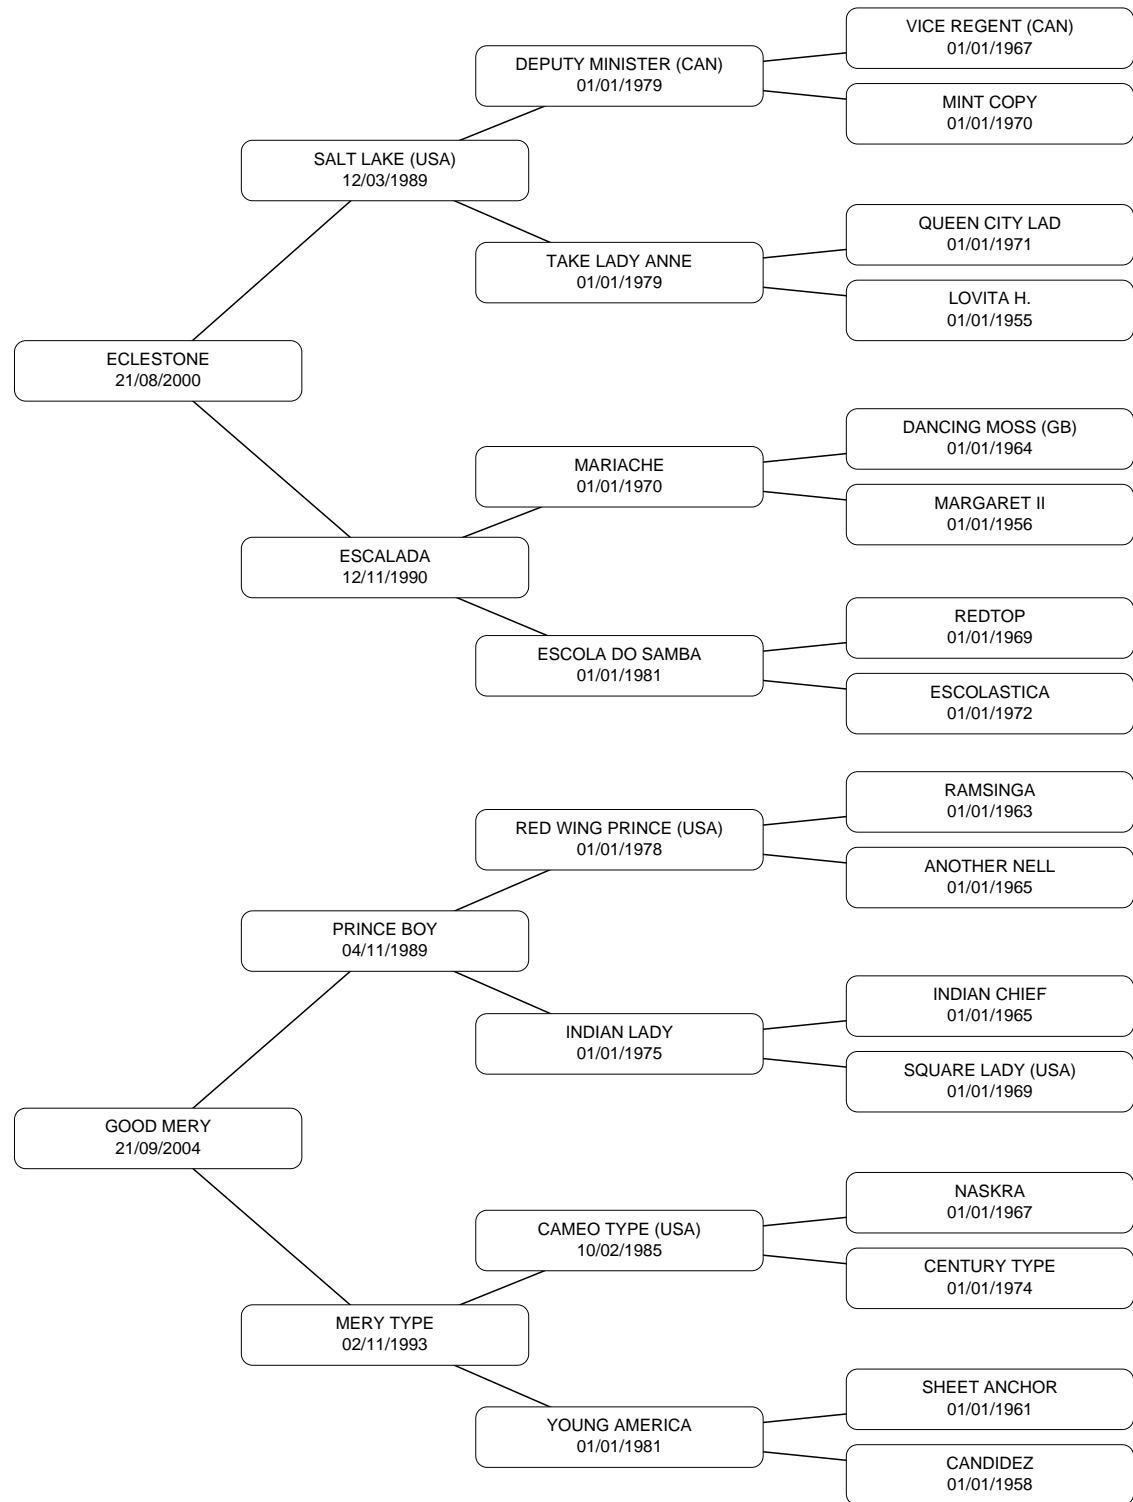 VICE REGENT (CAN)
01/01/1967
DEPUTY MINISTER (CAN)
01/01/1979
MINT COPY
01/01/1970
SALT LAKE (USA)
12/03/1989
QUEEN CITY LAD
01/01/1971
TAKE LADY ANNE
01/01/1979
LOVITA H.
01/01/1955
ECLESTONE
21/08/2000
DANCING MOSS (GB)
01/01/1964
MARIACHE
01/01/1970
MARGARET II
01/01/1956
ESCALADA
12/11/1990
REDTOP
01/01/1969
ESCOLA DO SAMBA
01/01/1981
ESCOLASTICA
01/01/1972
RAMSINGA
01/01/1963
RED WING PRINCE (USA)
01/01/1978
ANOTHER NELL
01/01/1965
PRINCE BOY
04/11/1989
INDIAN CHIEF
01/01/1965
INDIAN LADY
01/01/1975
SQUARE LADY (USA)
01/01/1969
GOOD MERY
21/09/2004
NASKRA
01/01/1967
CAMEO TYPE (USA)
10/02/1985
CENTURY TYPE
01/01/1974
MERY TYPE
02/11/1993
SHEET ANCHOR
01/01/1961
YOUNG AMERICA
01/01/1981
CANDIDEZ
01/01/1958